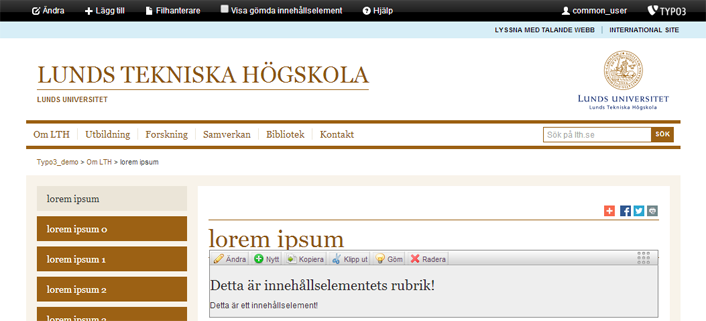 Ändra Lägg till Filhanterare Visa gömda innehållselement Hjälp common_user TYPO3
LYSSNA MED TALANDE WEBB INTERNATIONAL SITE
LUNDS TEKNISKA HÖGSKOLA
LUNDS UNIVERSITET
LUNDS UNIVERSITET
Lunds Tekniska Högskola
Om LTH Utbildning Forskning Samverkan Bibliotek Kontakt Sök på lth.se SÖK
Typo3_demo > Om LTH > lorem ipsum
lorem ipsum
lorem ipsum 0
lorem ipsum 1
lorem ipsum 2
lorem ipsum 3
lorem ipsum
Ändra Nytt Kopiera Klipp ut Göm Radera
Detta är innehållselementets rubrik!
Detta är ett innehållselement!